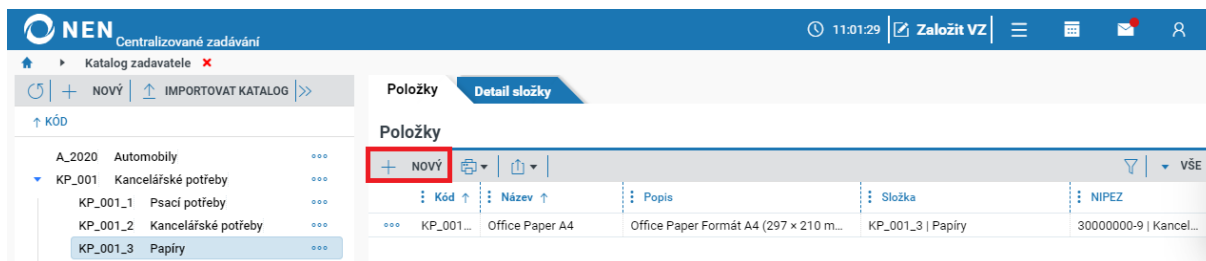 NEN Centralizované zadávání 11:01:29 Založit VZ
Katalog zadavatele
NOVÝ IMPORTOVAT KATALOG
Položky Detail složky
↑ KÓD
Položky
A_2020 Automobily
KP_001 Kancelářské potřeby
KP_001_1 Psací potřeby
KP_001_2 Kancelářské potřeby
KP_001_3 Papíry
NOVÝ VŠE
Kód ↑ Název ↑ Popis Složka NIPEZ
KP_001... Office Paper A4 Office Paper Formát A4 (297 × 210 m... KP_001_3 | Papíry 30000000-9 | Kancel...